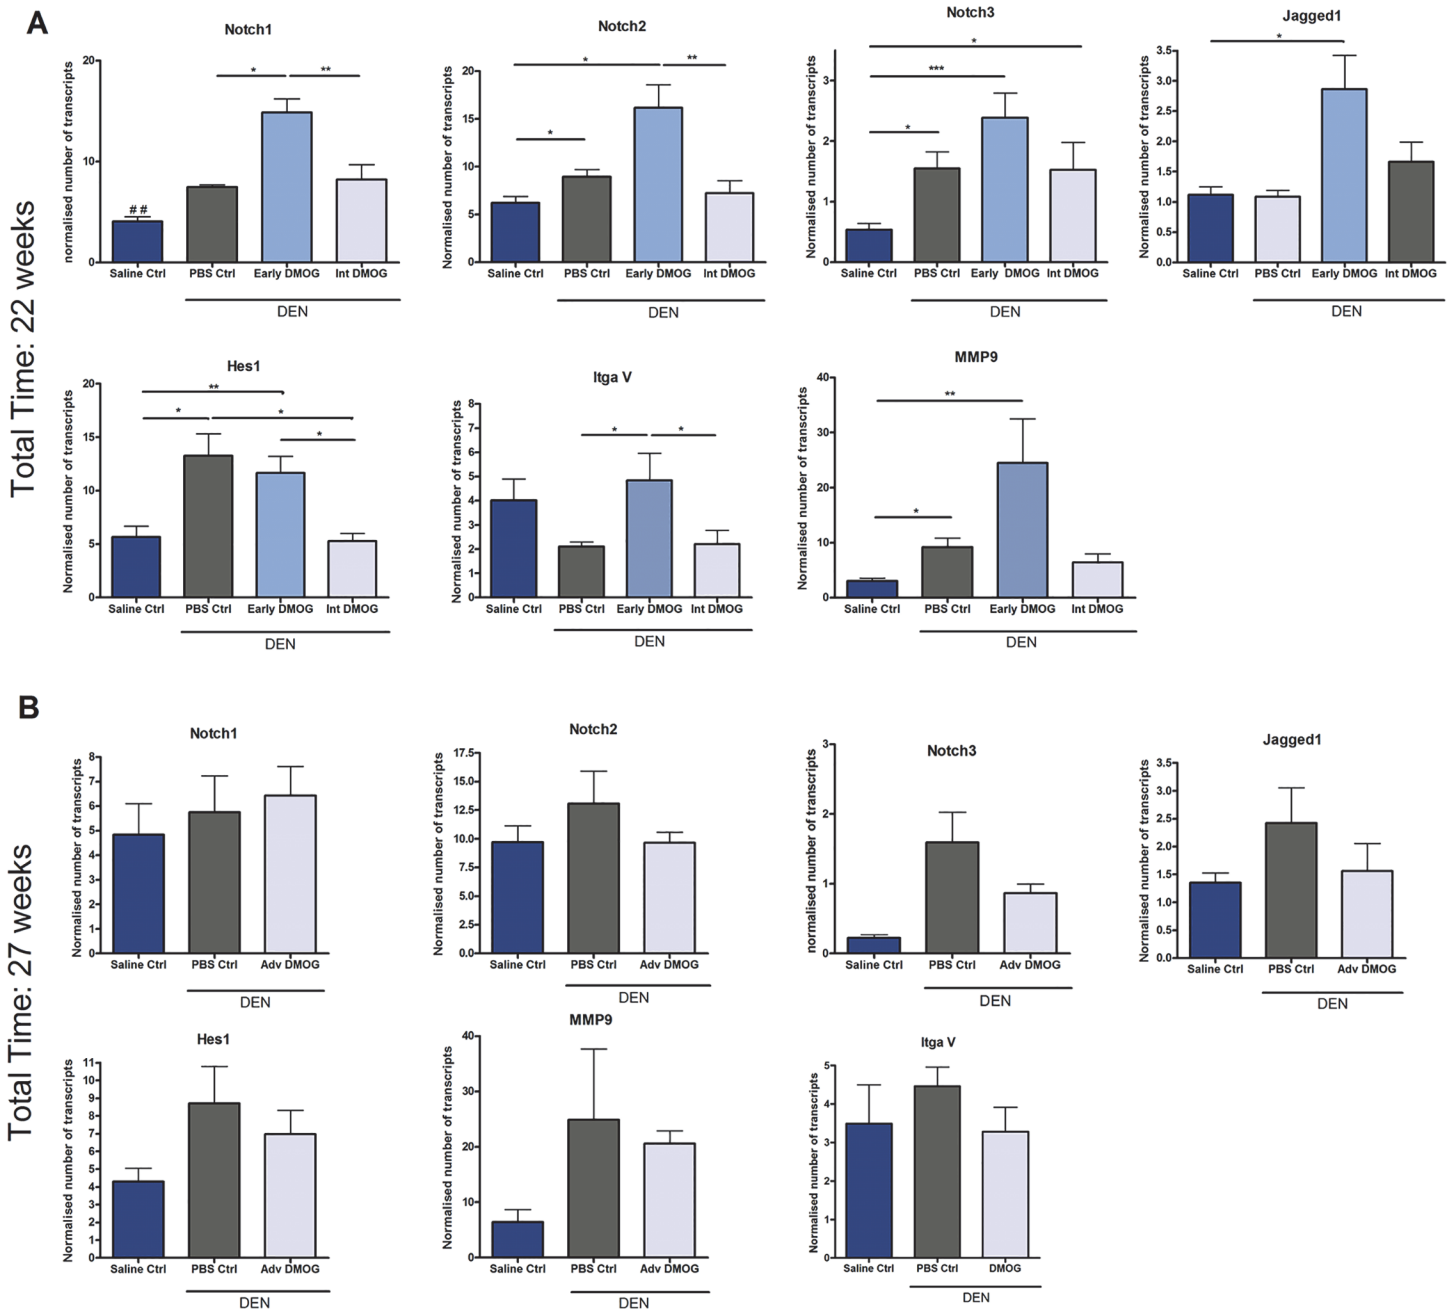 A
Total Time: 22 weeks
Notch1
normalised number of transcripts
20
10
0
##
*
**
Saline Ctrl PBS Ctrl Early DMOG Int DMOG
DEN
Notch2
Normalised number of transcripts
20
15
10
5
0
*
**
*
Saline Ctrl PBS Ctrl Early DMOG Int DMOG
DEN
Notch3
Normalised number of transcripts
3
2
1
0
*
***
*
Saline Ctrl PBS Ctrl Early DMOG Int DMOG
DEN
Jagged1
Normalised number of transcripts
3.5
3.0
2.5
2.0
1.5
1.0
0.5
0.0
*
Saline Ctrl PBS Ctrl Early DMOG Int DMOG
DEN
Hes1
Normalised number of transcripts
20
15
10
5
0
**
*
*
*
Saline Ctrl PBS Ctrl Early DMOG Int DMOG
DEN
Itga V
Normalised number of transcripts
8
7
6
5
4
3
2
1
0
*
*
Saline Ctrl PBS Ctrl Early DMOG Int DMOG
DEN
MMP9
Normalised number of transcripts
40
30
20
10
0
**
*
Saline Ctrl PBS Ctrl Early DMOG Int DMOG
DEN
B
Total Time: 27 weeks
Notch1
Normalised number of transcripts
8
7
6
5
4
3
2
1
0
Saline Ctrl PBS Ctrl Adv DMOG
DEN
Notch2
Normalised number of transcripts
17.5
15.0
12.5
10.0
7.5
5.0
2.5
0.0
Saline Ctrl PBS Ctrl Adv DMOG
DEN
Notch3
normalised number of transcripts
3
2
1
0
Saline Ctrl PBS Ctrl Adv DMOG
DEN
Jagged1
Normalised number of transcripts
3.5
3.0
2.5
2.0
1.5
1.0
0.5
0.0
Saline Ctrl PBS Ctrl Adv DMOG
DEN
Hes1
Normalised number of transcripts
11
10
9
8
7
6
5
4
3
2
1
0
Saline Ctrl PBS Ctrl Adv DMOG
DEN
MMP9
Normalised number of transcripts
40
30
20
10
0
Saline Ctrl PBS Ctrl Adv DMOG
DEN
Itga V
Normalised number of transcripts
5
4
3
2
1
0
Saline Ctrl PBS Ctrl DMOG
DEN